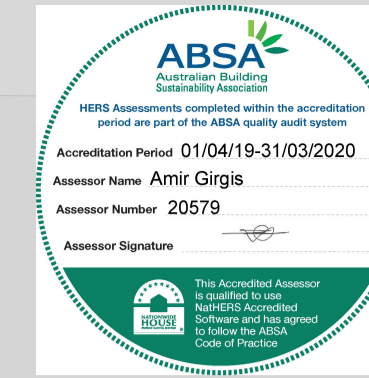 ABSA
Australian Building
Sustainability Association
HERS Assessments completed within the accreditation
period are part of the ABSA quality audit system
Accreditation Period 01/04/19-31/03/2020
Assessor Name Amir Girgis
Assessor Number 20579
Assessor Signature
This Accredited Assessor
is qualified to use
NatHERS Accredited
Software and has agreed
to follow the ABSA
Code of Practice
NATIONWIDE
HOUSE